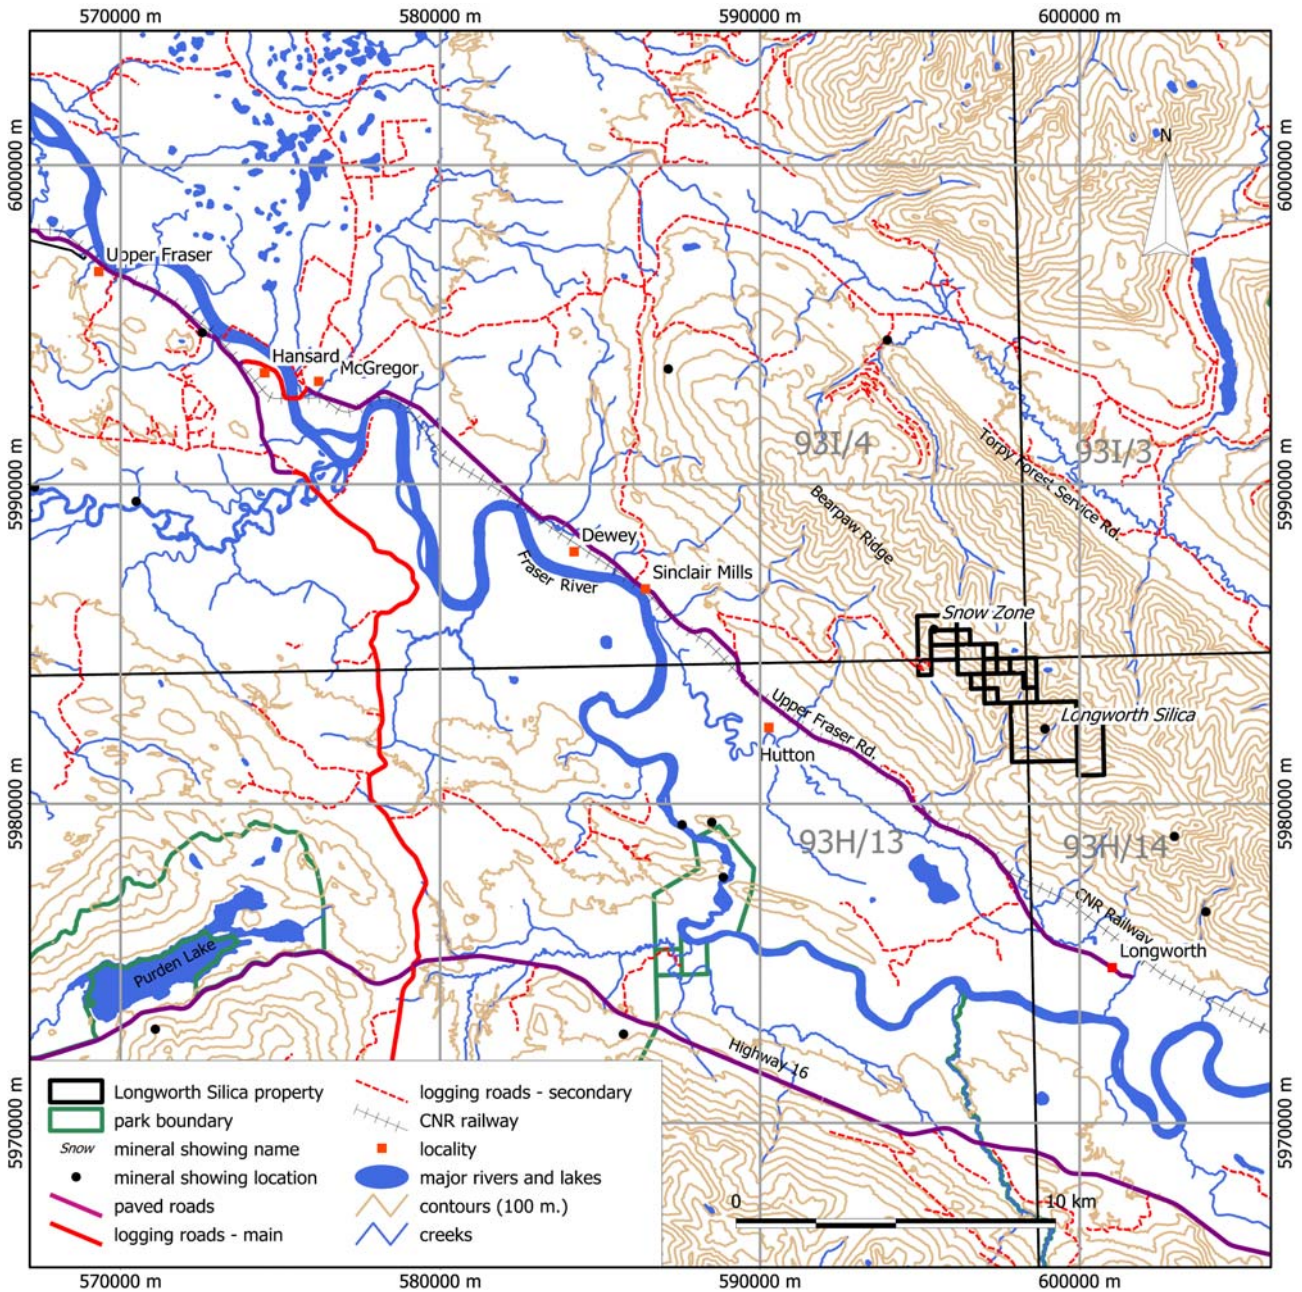 570000 m
580000 m
590000 m
600000 m
N
6000000 m
6000000 m
Upper Fraser
Hansard
McGregor
93I/4
93I/3
Torpy Forest Service Rd.
5990000 m
5990000 m
Bearpaw Ridge
Dewey
Fraser River
Sinclair Mills
Snow Zone
Upper Fraser Rd.
Longworth Silica
Hutton
5980000 m
5980000 m
93H/13
93H/14
CNR Railway
Longworth
Purden Lake
Highway 16
5970000 m
5970000 m
Longworth Silica property
park boundary
Snow
mineral showing name
mineral showing location
paved roads
logging roads - main
logging roads - secondary
CNR railway
locality
major rivers and lakes
contours (100 m.)
creeks
0
10 km
570000 m
580000 m
590000 m
600000 m